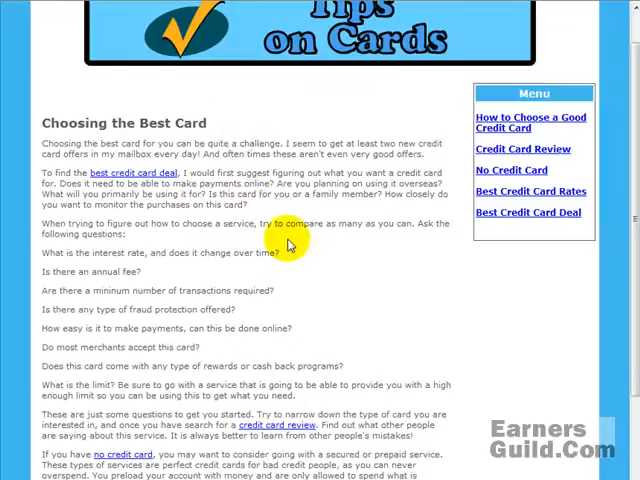 Tips
on Cards
Choosing the Best Card
Choosing the best card for you can be quite a challenge. I seem to get at least two new credit
card offers in my mailbox every day! And often times these aren't even very good offers.
To find the best credit card deal, I would first suggest figuring out what you want a credit card
for. Does it need to be able to make payments online? Are you planning on using it overseas?
What will you primarily be using it for? Is this card for you or a family member? How closely do
you want to monitor the purchases on this card?
When trying to figure out how to choose a service, try to compare as many as you can. Ask the
following questions:
What is the interest rate, and does it change over time?
Is there an annual fee?
Are there a mininum number of transactions required?
Is there any type of fraud protection offered?
How easy is it to make payments, can this be done online?
Do most merchants accept this card?
Does this card come with any type of rewards or cash back programs?
What is the limit? Be sure to go with a service that is going to be able to provide you with a high
enough limit so you can be using this to get what you need.
These are just some questions to get you started. Try to narrow down the type of card you are
interested in, and once you have search for a credit card review. Find out what other people
are saying about this service. It is always better to learn from other people's mistakes!
If you have no credit card, you may want to consider going with a secured or prepaid service.
These types of services are perfect credit cards for bad credit people, as you can never
overspend. You preload your account with money and are only allowed to spend what is
Menu
How to Choose a Good
Credit Card
Credit Card Review
No Credit Card
Best Credit Card Rates
Best Credit Card Deal
Earners
Guild.Com